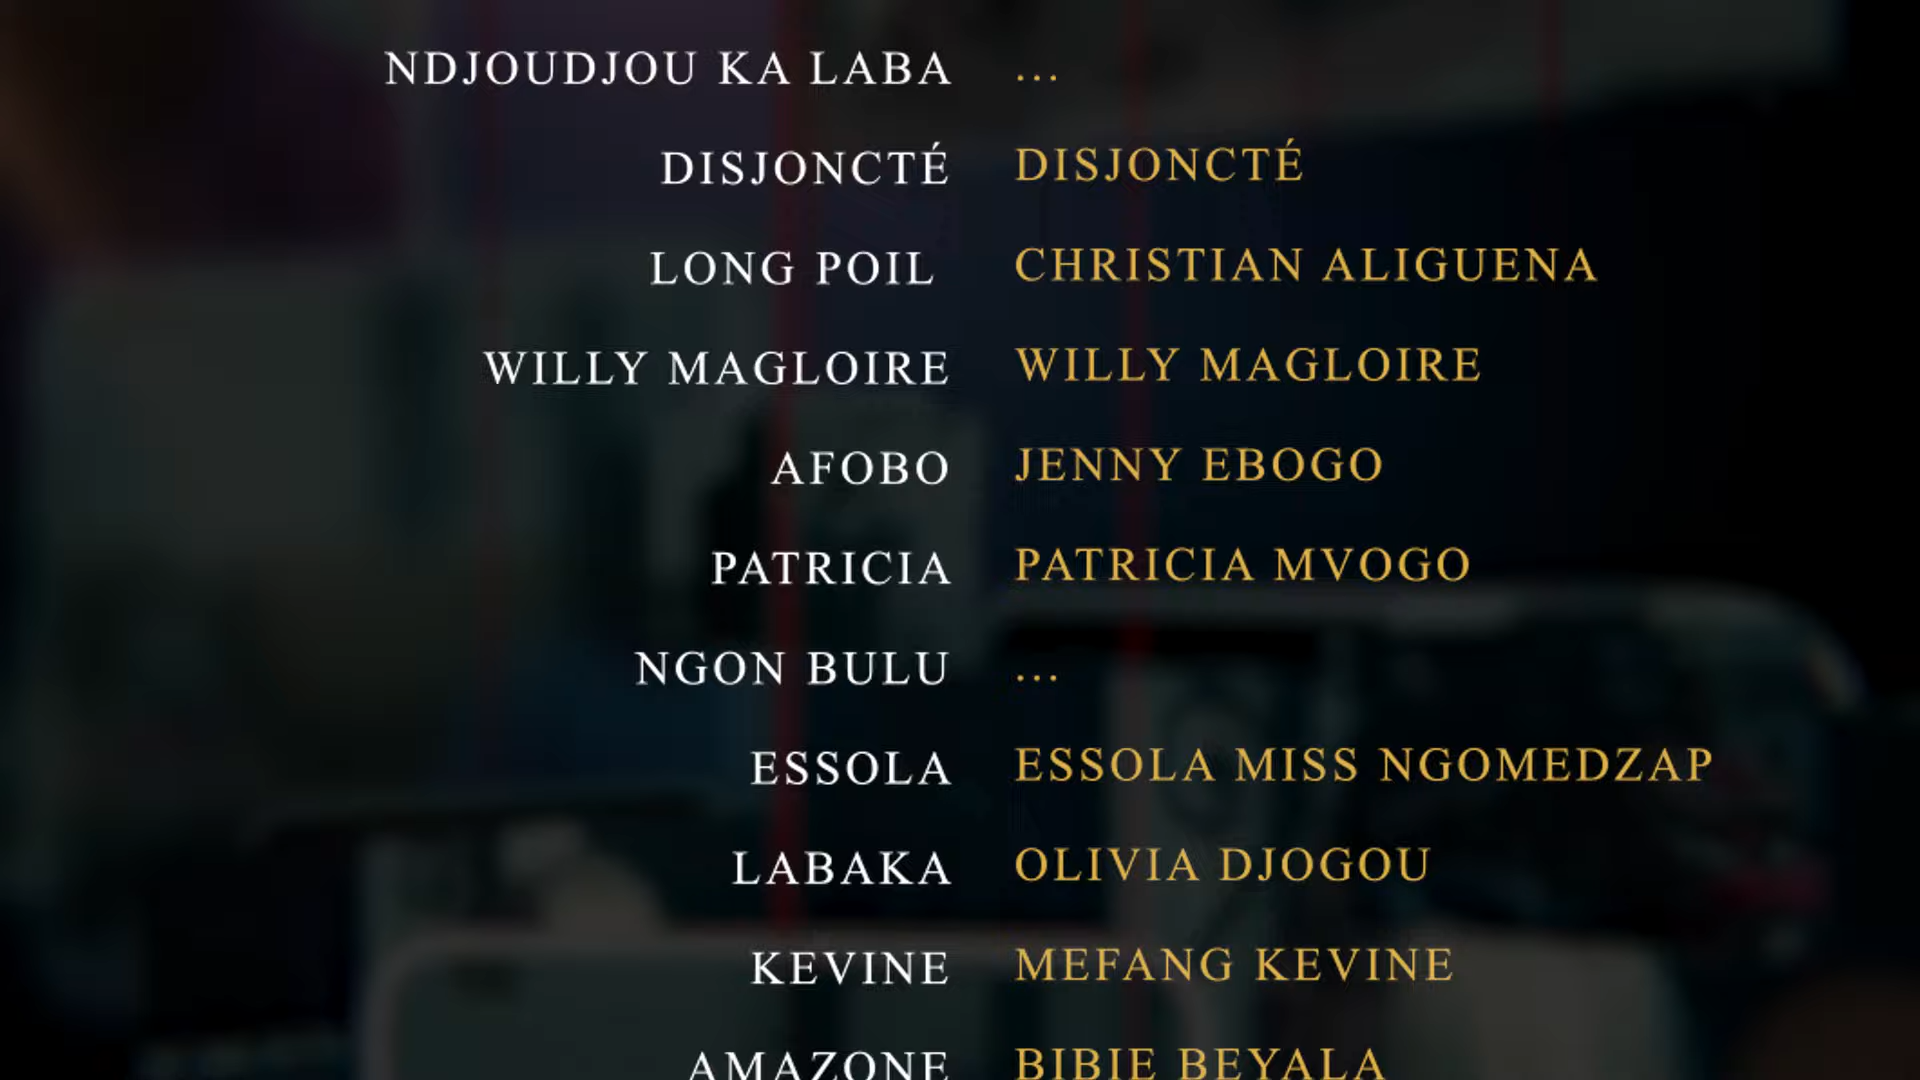 NDJOUDJOU KA LABA ...
DISJONCTÉ DISJONCTÉ
LONG POIL CHRISTIAN ALIGUENA
WILLY MAGLOIRE WILLY MAGLOIRE
AFOBO JENNY EBOGO
PATRICIA PATRICIA MVOGO
NGON BULU ...
ESSOLA ESSOLA MISS NGOMEDZAP
LABAKA OLIVIA DJOGOU
KEVINE MEFANG KEVINE
AMAZONE BIBIE BEYALA